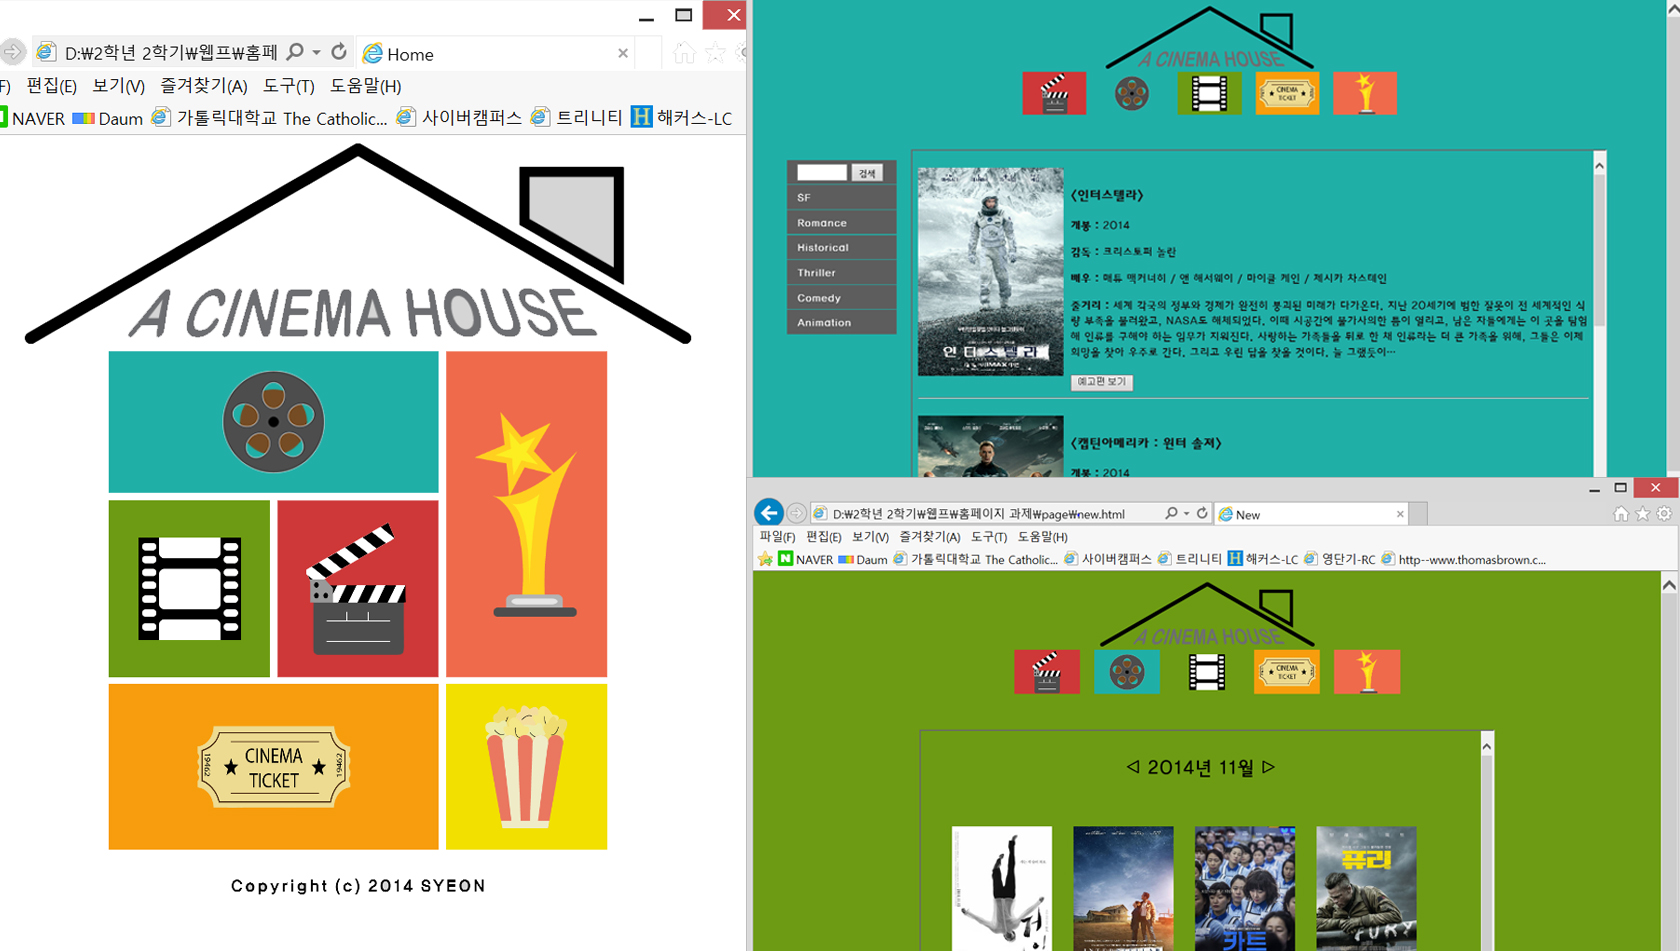 D:₩2학년 2학기₩웹프₩홈페
Home
F)
편집(E)
보기(V)
즐겨찾기(A)
도구(T)
도움말(H)
NAVER
Daum
가톨릭대학교 The Catholic...
사이버캠퍼스
트리니티
H 해커스-LC
A CINEMA HOUSE
CINEMA
TICKET
19462
19462
Copyright (c) 2014 SYEON
A CINEMA HOUSE
CINEMA
TICKET
검색
SF
Romance
Historical
Thriller
Comedy
Animation
인터스텔라
<인터스텔라>
개봉 : 2014
감독 : 크리스토퍼 놀란
배우 : 매튜 맥커너히 / 앤 해서웨이 / 마이클 케인 / 제시카 차스테인
줄거리 : 세계 각국의 정부와 경제가 완전히 붕괴된 미래가 다가온다. 지난 20세기에 범한 잘못이 전 세계적인 식
량 부족을 불러왔고, NASA도 해체되었다. 이때 시공간에 불가사의한 틈이 열리고, 남은 자들에게는 이 곳을 탐험
해 인류를 구해야 하는 임무가 지워진다. 사랑하는 가족들을 뒤로 한 채 인류라는 더 큰 가족을 위해, 그들은 이제
희망을 찾아 우주로 간다. 그리고 우린 답을 찾을 것이다. 늘 그랬듯이…
예고편 보기
<캡틴아메리카 : 윈터 솔져>
개봉 : 2014
D:₩2학년 2학기₩웹프₩홈페이지 과제₩page₩new.html
New
파일(F)
편집(E)
보기(V)
즐겨찾기(A)
도구(T)
도움말(H)
N NAVER
Daum
가톨릭대학교 The Catholic...
사이버캠퍼스
트리니티
H 해커스-LC
영단기-RC
http--www.thomasbrown.c...
A CINEMA HOUSE
CINEMA
TICKET
◁ 2014년 11월 ▷
거인
INTERSTELLAR
카트
퓨리
FURY